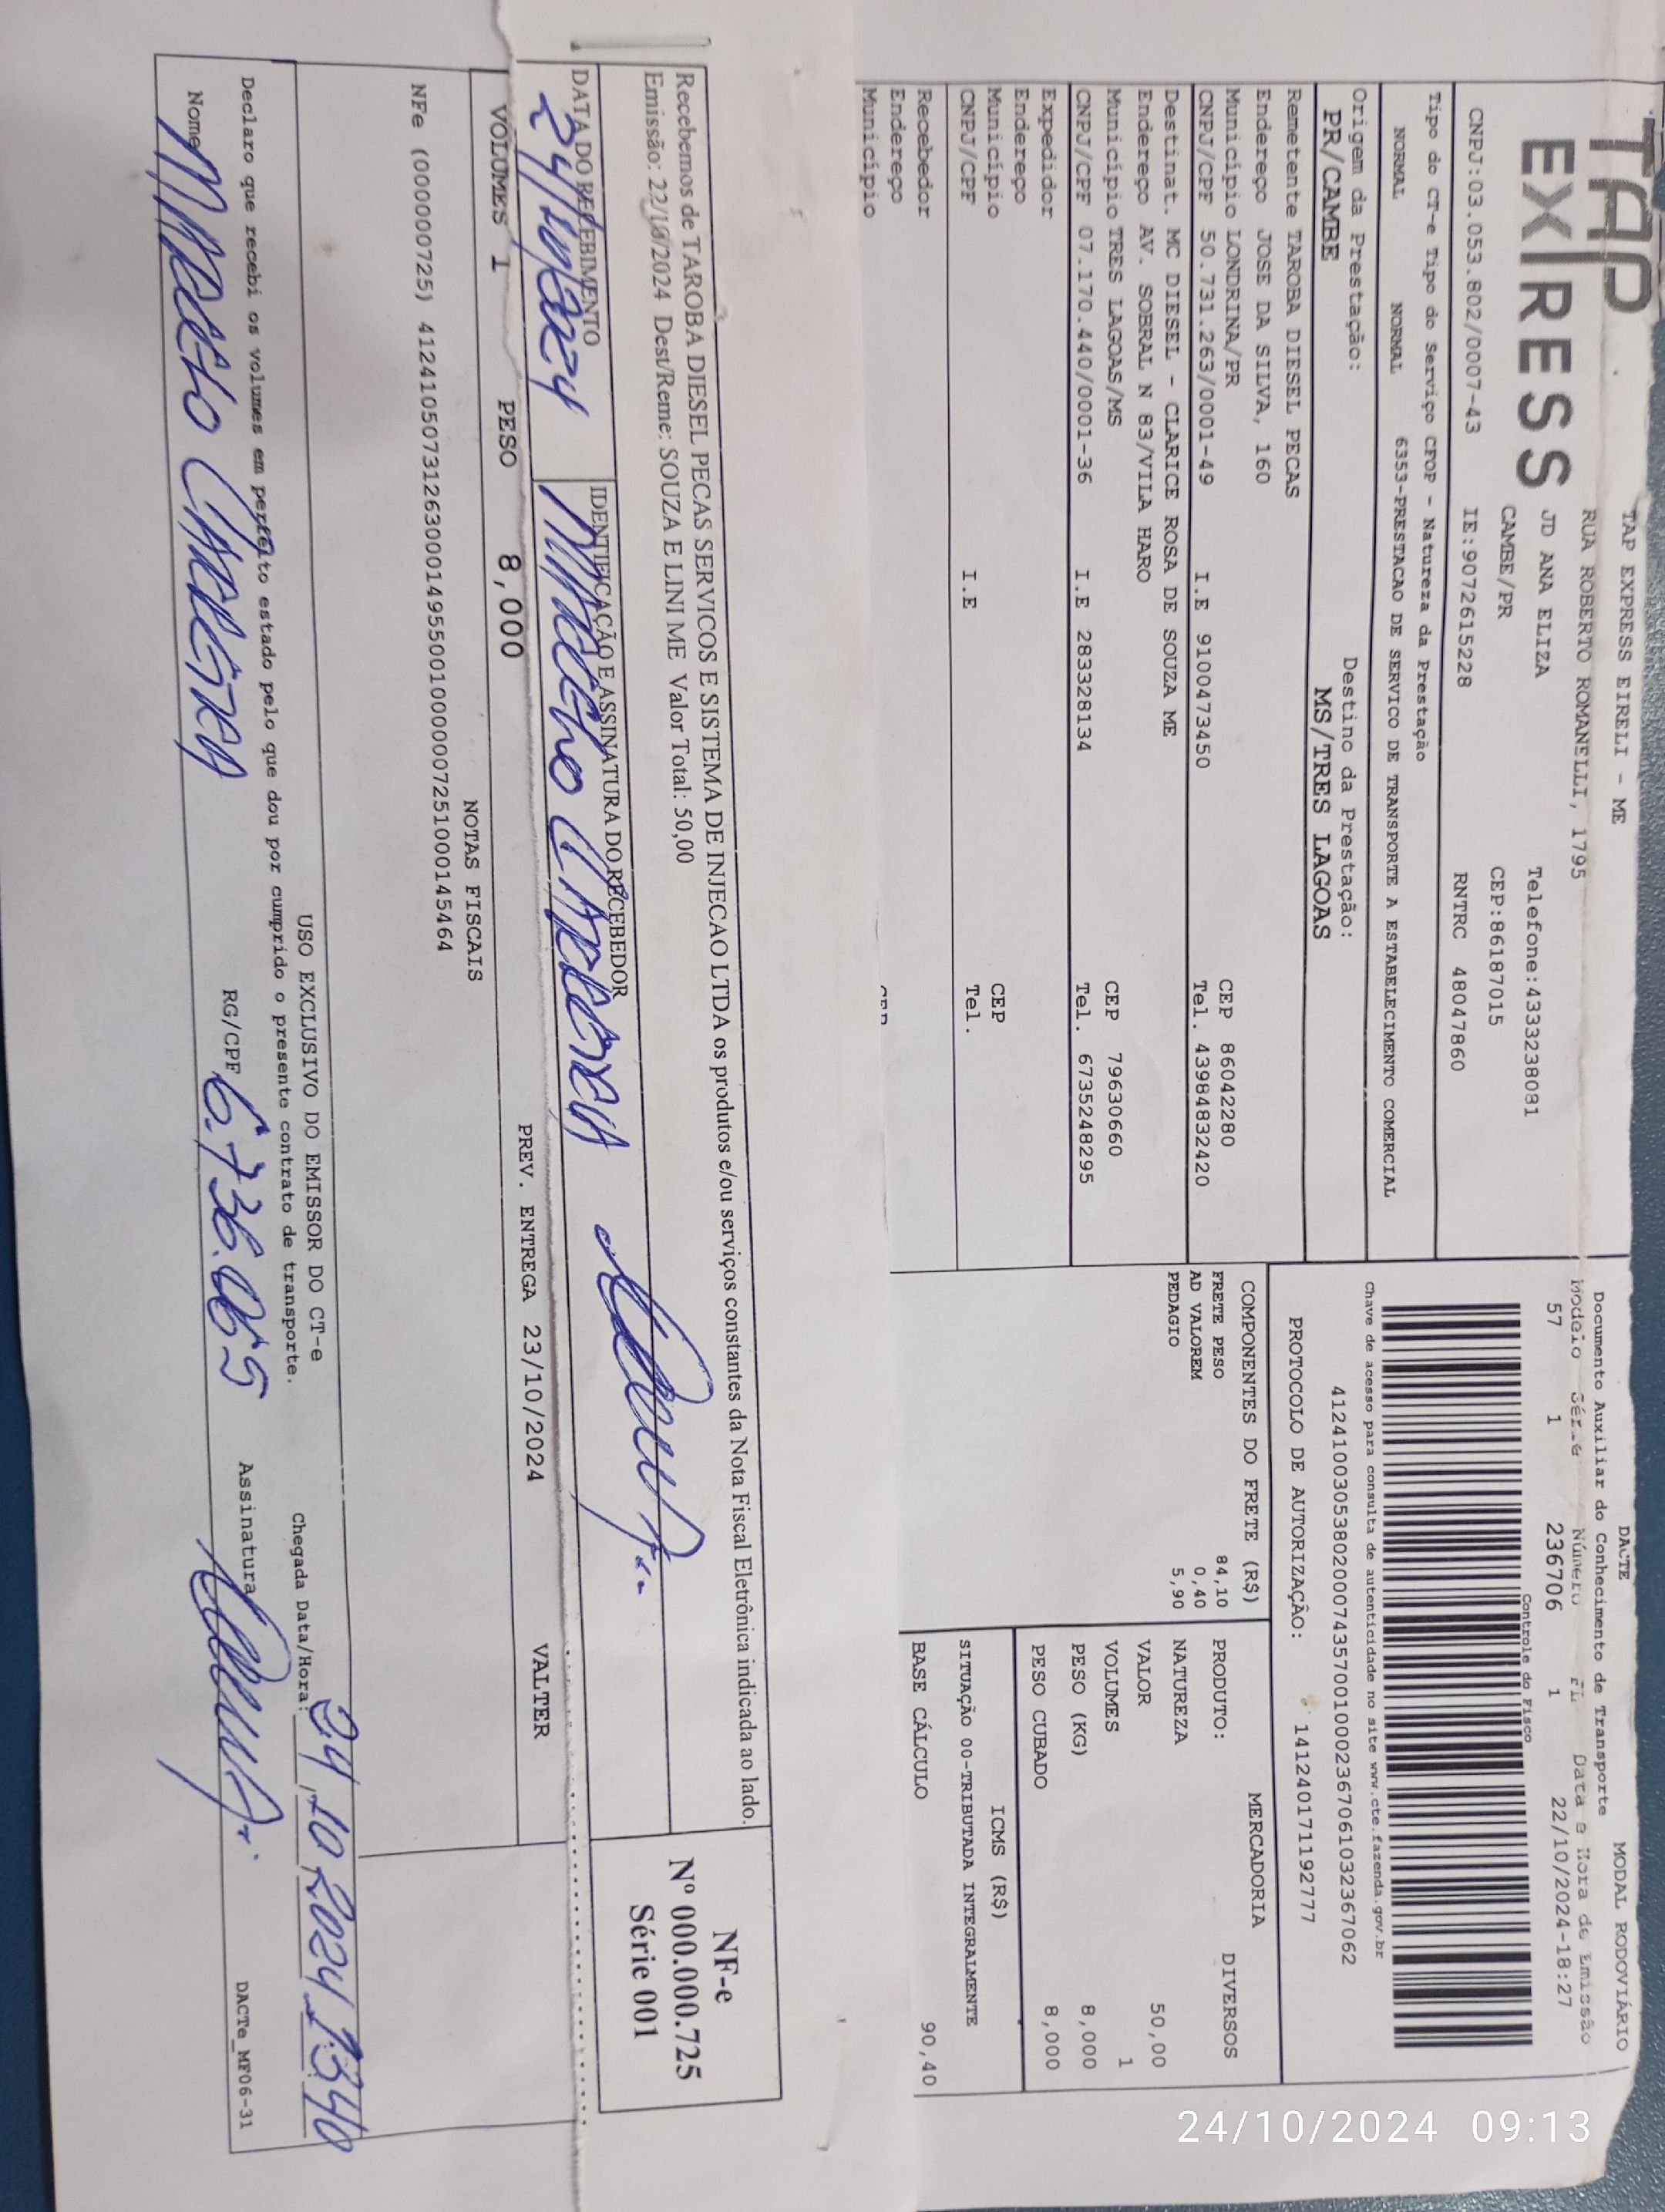 TAP
EXPRESS
TAP EXPRESS EIRELI - ME
RUA ROBERTO ROMANELLI, 1795
JD ANA ELIZA
Telefone:4333238081
CAMBE/PR
CEP:86187015
CNPJ:03.053.802/0007-43
IE:9072615228
RNTRC 48047860
Tipo do CT-e Tipo do Serviço CFOP - Natureza da Prestação
NORMAL NORMAL 6353-PRESTACAO DE SERVICO DE TRANSPORTE A ESTABELECIMENTO COMERCIAL
Origem da Prestação: Destino da Prestação:
PR/CAMBE MS/TRES LAGOAS
Remetente TAROBA DIESEL PECAS
Endereço JOSE DA SILVA, 160
Município LONDRINA/PR CEP 86042280
CNPJ/CPF 50.731.263/0001-49 I.E 9100473450 Tel. 43984832420
Destinat. MC DIESEL - CLARICE ROSA DE SOUZA ME
Endereço AV. SOBRAL N 83/VILA HARO
Município TRES LAGOAS/MS CEP 79630660
CNPJ/CPF 07.170.440/0001-36 I.E 283328134 Tel. 6735248295
Expedidor
Endereço
Município CEP
CNPJ/CPF I.E Tel.
Recebedor
Endereço
Município
DACTE MODAL RODOVIÁRIO
Documento Auxiliar do Conhecimento de Transporte
Modelo Série Número FL Data e Hora de Emissão
57 1 236706 1 22/10/2024-18:27
Controle do Fisco
Chave de acesso para consulta de autenticidade no site www.cte.fazenda.gov.br
41241003053802000743570010002367061032367062
PROTOCOLO DE AUTORIZAÇÃO: 141240171192777
COMPONENTES DO FRETE (R$)
FRETE PESO 84,10
AD VALOREM 0,40
PEDAGIO 5,90
MERCADORIA
PRODUTO: DIVERSOS
NATUREZA
VALOR 50,00
VOLUMES 1
PESO (KG) 8,000
PESO CUBADO 8,000
ICMS (R$)
SITUAÇÃO 00-TRIBUTADA INTEGRALMENTE
BASE CÁLCULO 90,40
Recebemos de TAROBA DIESEL PECAS SERVICOS E SISTEMA DE INJECAO LTDA os produtos e/ou serviços constantes da Nota Fiscal Eletrônica indicada ao lado.
Emissão: 22/10/2024 Dest/Reme: SOUZA E LINI ME Valor Total: 50,00
DATA DO RECEBIMENTO IDENTIFICAÇÃO E ASSINATURA DO RECEBEDOR
24/10/2024
NF-e
Nº 000.000.725
Série 001
VOLUMES 1 PESO 8,000 PREV. ENTREGA 23/10/2024 VALTER
NOTAS FISCAIS
NFe (000000725) 41241050731263000149550010000007251000145464
USO EXCLUSIVO DO EMISSOR DO CT-e
Declaro que recebi os volumes em perfeito estado pelo que dou por cumprido o presente contrato de transporte.
Chegada Data/Hora: 24/10/2024 1340
Nome RG/CPF 6.736.065 Assinatura
DACTe_MF06-31
24/10/2024 09:13